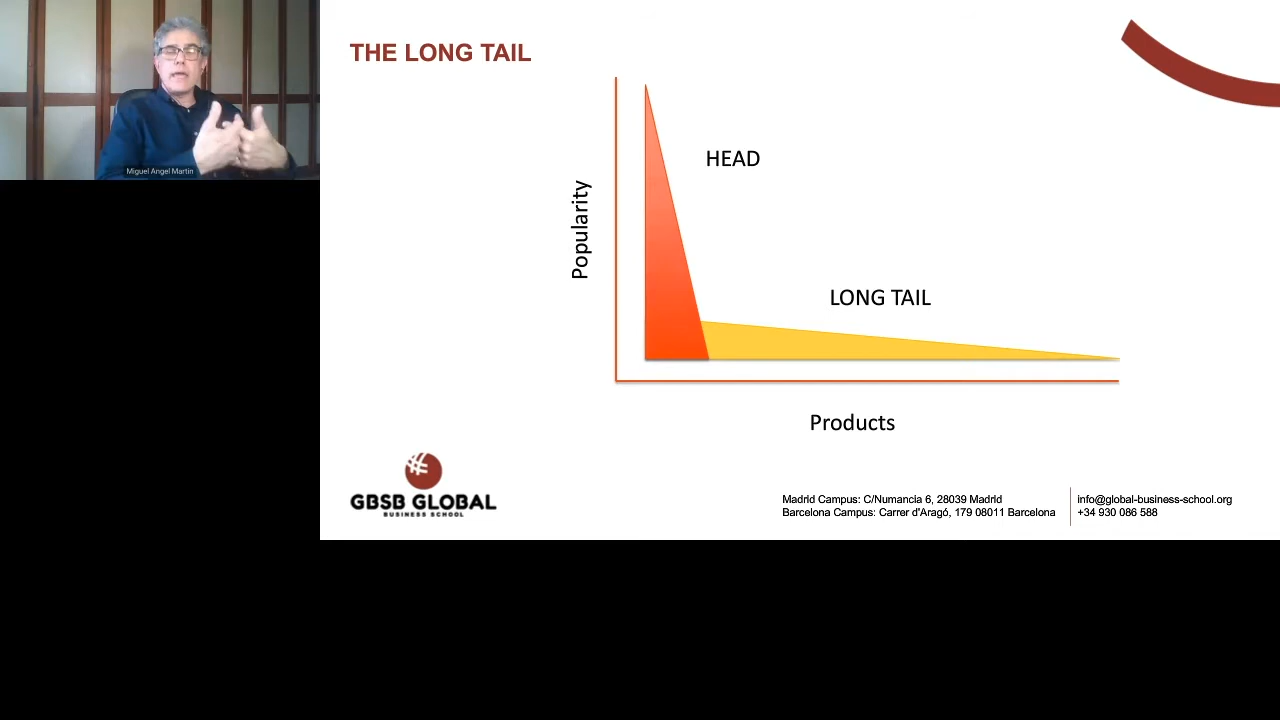 Miguel Angel Martin
THE LONG TAIL
HEAD
Popularity
LONG TAIL
Products
GBSB GLOBAL
BUSINESS SCHOOL
Madrid Campus: C/Numancia 6, 28039 Madrid
Barcelona Campus: Carrer d'Aragó, 179 08011 Barcelona
info@global-business-school.org
+34 930 086 588